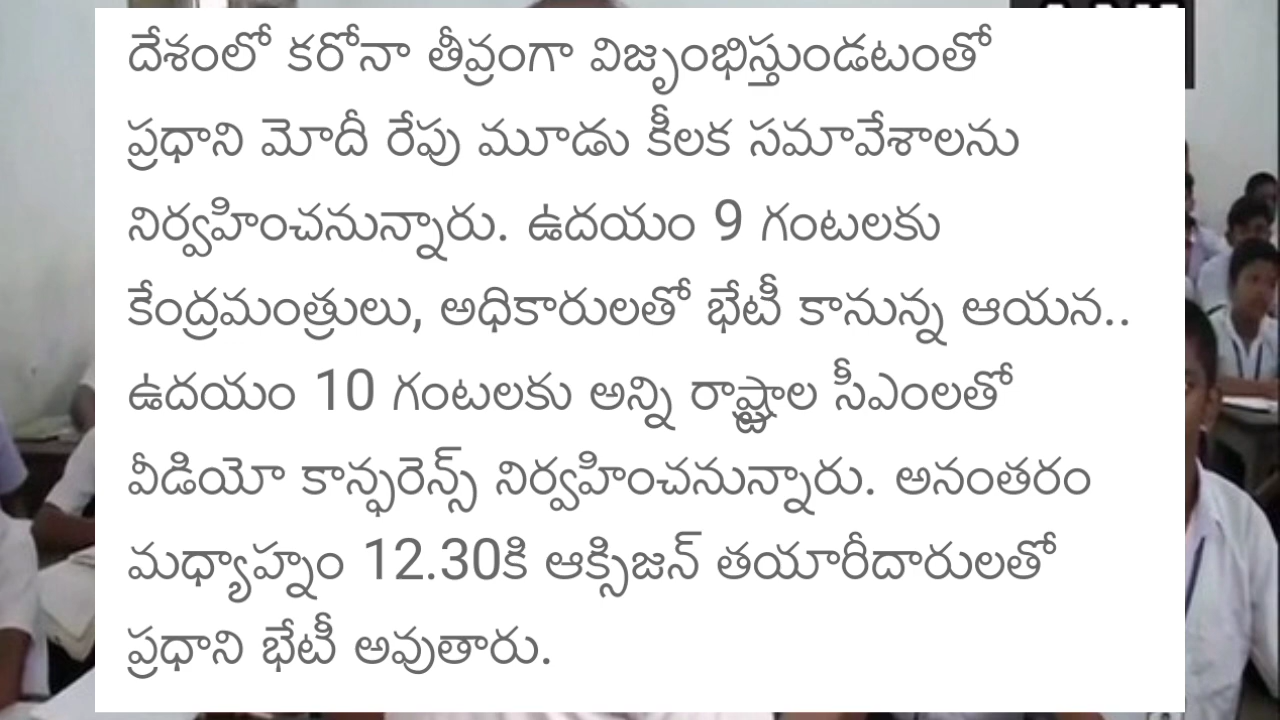 దేశంలో కరోనా తీవ్రంగా విజృంభిస్తుండటంతో
ప్రధాని మోదీ రేపు మూడు కీలక సమావేశాలను
నిర్వహించనున్నారు. ఉదయం 9 గంటలకు
కేంద్రమంత్రులు, అధికారులతో భేటీ కానున్న ఆయన..
ఉదయం 10 గంటలకు అన్ని రాష్ట్రాల సీఎంలతో
వీడియో కాన్ఫరెన్స్ నిర్వహించనున్నారు. అనంతరం
మధ్యాహ్నం 12.30కి ఆక్సిజన్ తయారీదారులతో
ప్రధాని భేటీ అవుతారు.